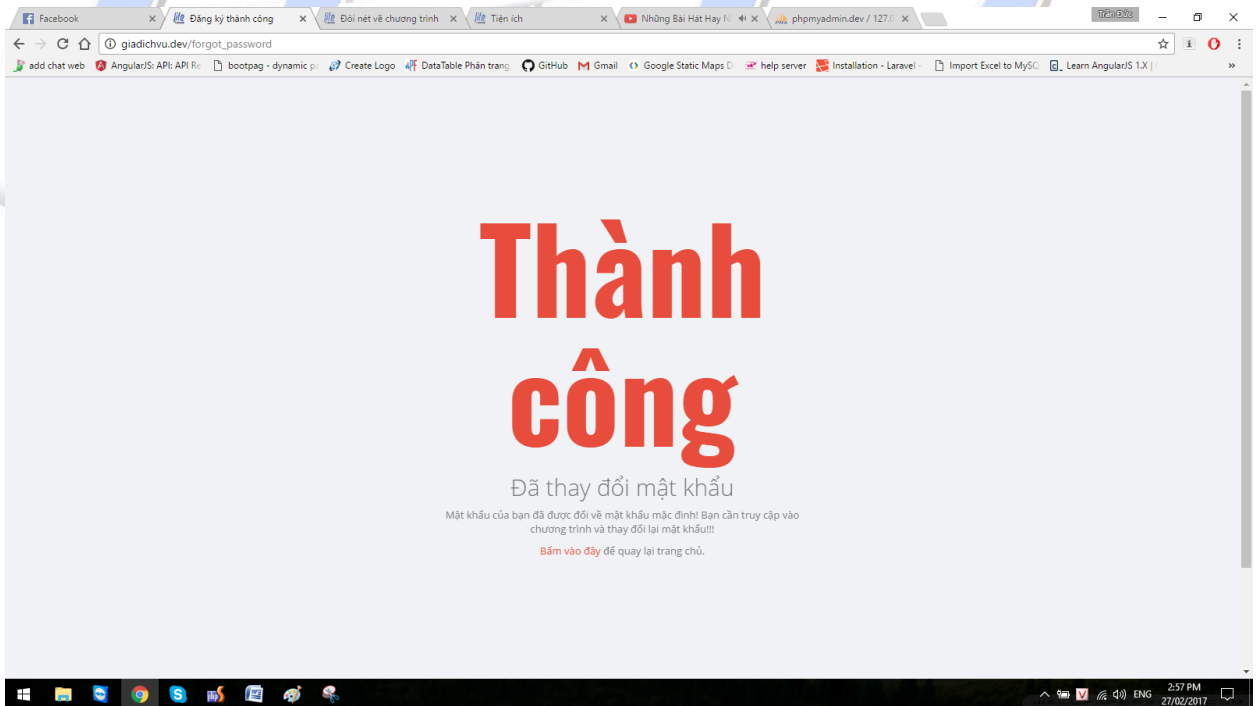 Facebook
Đăng ký thành công
Đôi nét về chương trình
Tiện ích
Những Bài Hát Hay N
phpmyadmin.dev / 127.0
Trần Đức
giadichvu.dev/forgot_password
add chat web
AngularJS: API: API Re
bootpag - dynamic pa
Create Logo
DataTable Phân trang
GitHub
Gmail
Google Static Maps D
help server
Installation - Laravel -
Import Excel to MySQ
Learn AngularJS 1.X |
Thành
công
Đã thay đổi mật khẩu
Mật khẩu của bạn đã được đổi về mật khẩu mặc đinh! Bạn cần truy cập vào
chương trình và thay đổi lại mật khẩu!!!
Bấm vào đây để quay lại trang chủ.
ENG
2:57 PM
27/02/2017